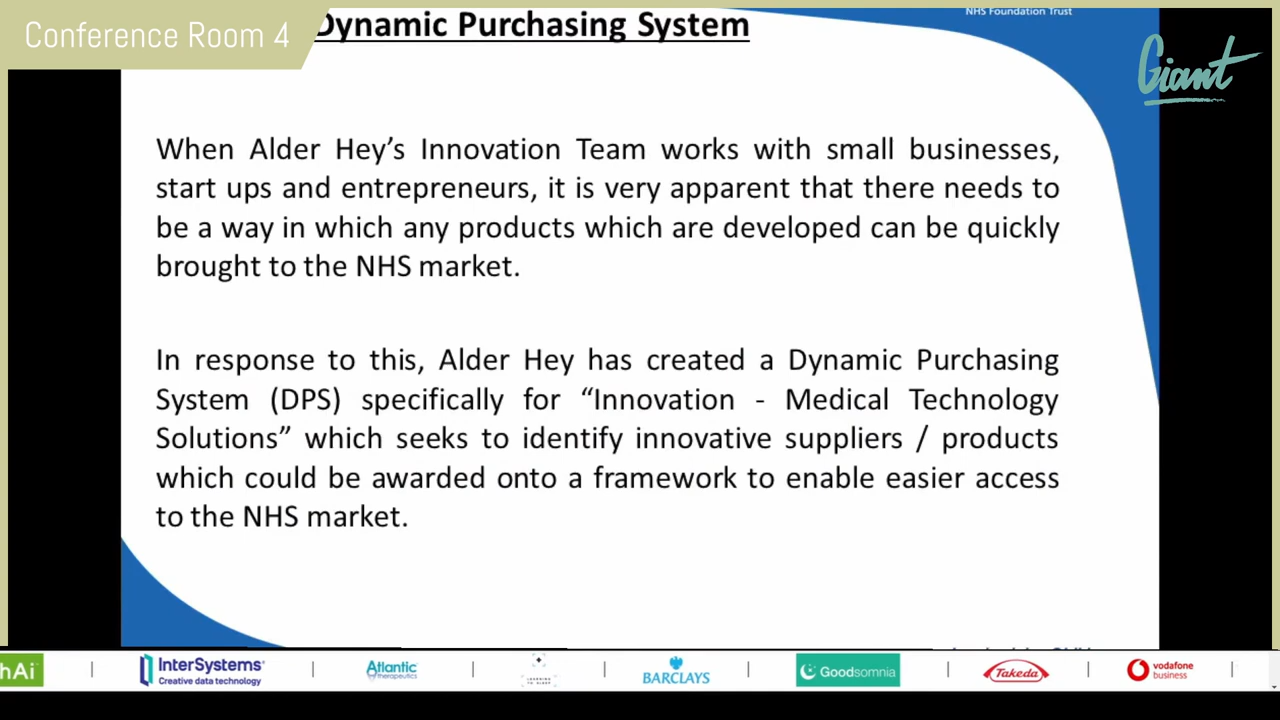 NHS Foundation Trust
Conference Room 4
Dynamic Purchasing System
Giant
When Alder Hey’s Innovation Team works with small businesses,
start ups and entrepreneurs, it is very apparent that there needs to
be a way in which any products which are developed can be quickly
brought to the NHS market.
In response to this, Alder Hey has created a Dynamic Purchasing
System (DPS) specifically for “Innovation - Medical Technology
Solutions” which seeks to identify innovative suppliers / products
which could be awarded onto a framework to enable easier access
to the NHS market.
hAi
InterSystems®
Creative data technology
Atlantic
therapeutics
LEARNING
TO SLEEP
BARCLAYS
Goodsomnia
Takeda
vodafone
business